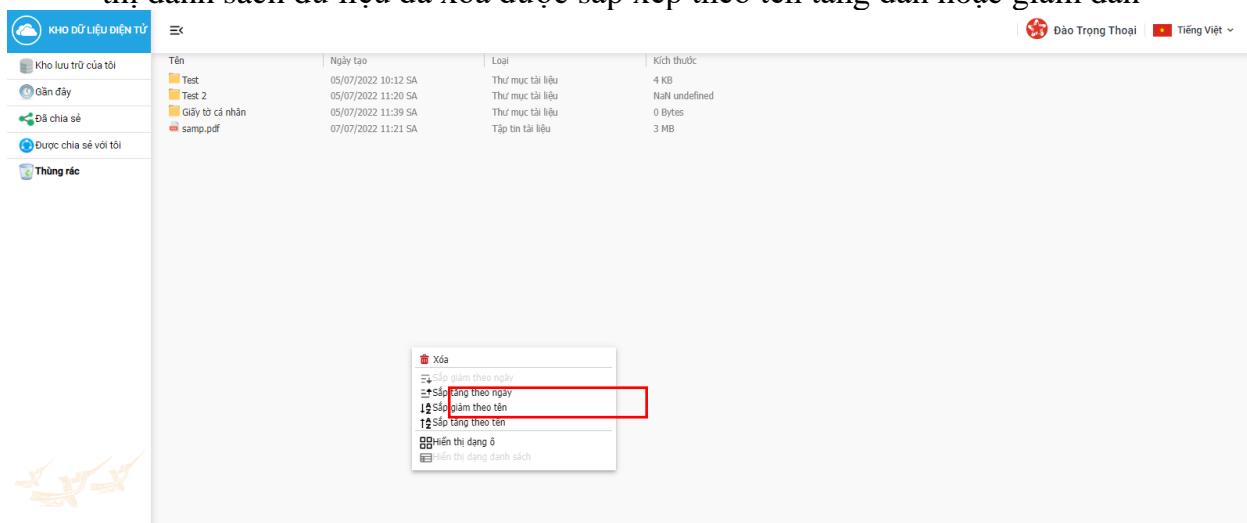 thị danh sách dữ liệu đã xóa được sắp xếp theo tên tăng dần hoặc giảm dần
KHO DỮ LIỆU ĐIỆN TỬ
Đào Trọng Thoại
Tiếng Việt
Kho lưu trữ của tôi
Gần đây
Đã chia sẻ
Được chia sẻ với tôi
Thùng rác
Tên Ngày tạo Loại Kích thước
Test 05/07/2022 10:12 SA Thư mục tài liệu 4 KB
Test 2 05/07/2022 11:20 SA Thư mục tài liệu NaN undefined
Giấy tờ cá nhân 05/07/2022 11:39 SA Thư mục tài liệu 0 Bytes
samp.pdf 07/07/2022 11:21 SA Tập tin tài liệu 3 MB
Xóa
Sắp giảm theo ngày
Sắp tăng theo ngày
Sắp giảm theo tên
Sắp tăng theo tên
Hiển thị dạng ô
Hiển thị dạng danh sách